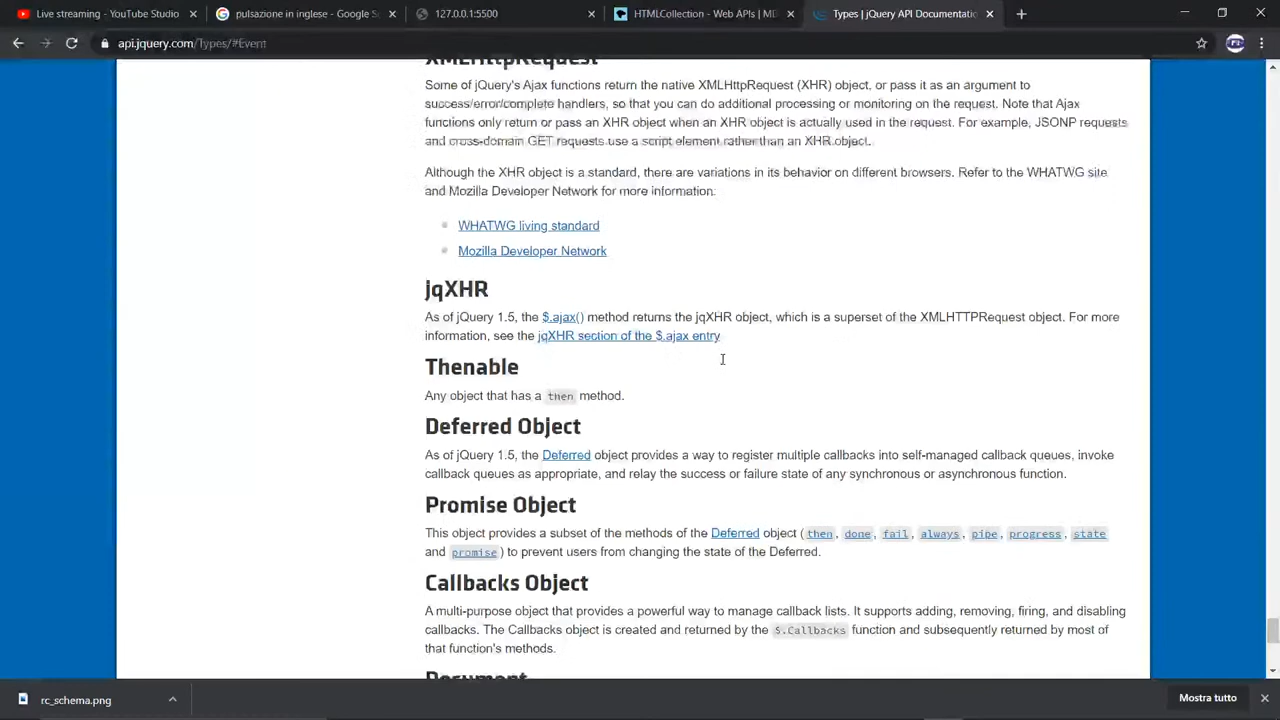 Live streaming - YouTube Studio
pulsazione in inglese - Google S
127.0.0.1:5500
HTMLCollection - Web APIs | MD
Types | jQuery API Documentatio
api.jquery.com/Types/#Event
XMLHttpRequest
Some of jQuery's Ajax functions return the native XMLHttpRequest (XHR) object, or pass it as an argument to
success/error/complete handlers, so that you can do additional processing or monitoring on the request. Note that Ajax
functions only return or pass an XHR object when an XHR object is actually used in the request. For example, JSONP requests
and cross-domain GET requests use a script element rather than an XHR object.
Although the XHR object is a standard, there are variations in its behavior on different browsers. Refer to the WHATWG site
and Mozilla Developer Network for more information:
WHATWG living standard
Mozilla Developer Network
jqXHR
As of jQuery 1.5, the $.ajax() method returns the jqXHR object, which is a superset of the XMLHTTPRequest object. For more
information, see the jqXHR section of the $.ajax entry
Thenable
Any object that has a then method.
Deferred Object
As of jQuery 1.5, the Deferred object provides a way to register multiple callbacks into self-managed callback queues, invoke
callback queues as appropriate, and relay the success or failure state of any synchronous or asynchronous function.
Promise Object
This object provides a subset of the methods of the Deferred object (then, done, fail, always, pipe, progress, state
and promise) to prevent users from changing the state of the Deferred.
Callbacks Object
A multi-purpose object that provides a powerful way to manage callback lists. It supports adding, removing, firing, and disabling
callbacks. The Callbacks object is created and returned by the $.Callbacks function and subsequently returned by most of
that function's methods.
Document
rc_schema.png
Mostra tutto